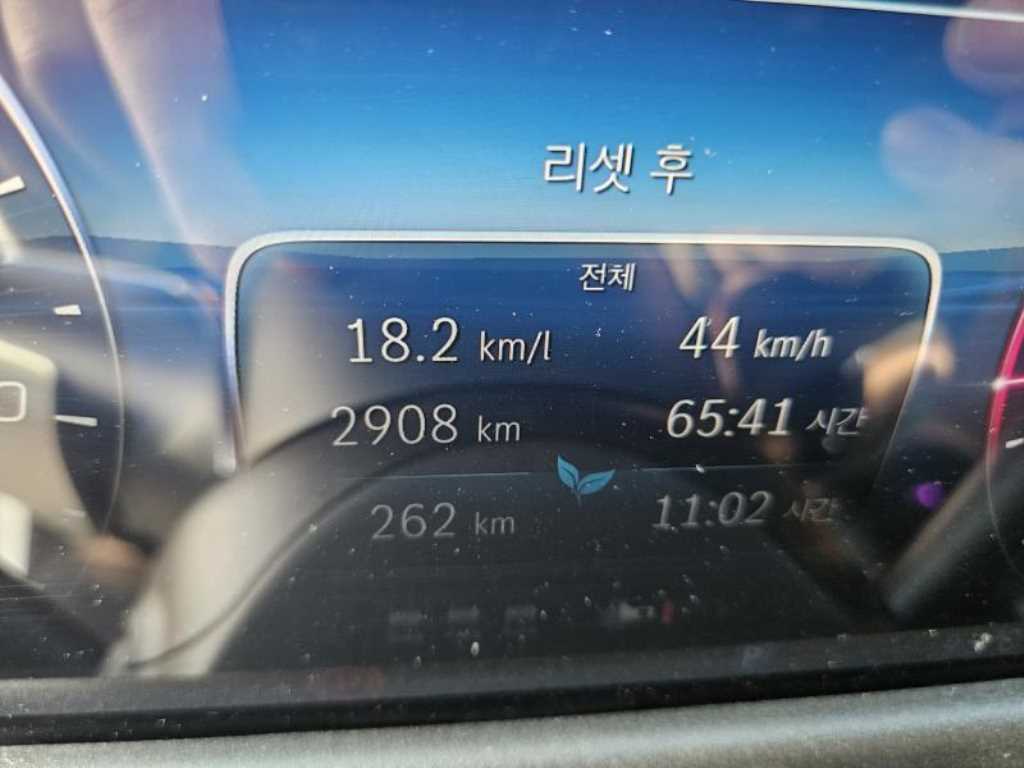 리셋 후
전체
18.2 km/l 44 km/h
2908 km 65:41 시간
262 km 11:02 시간